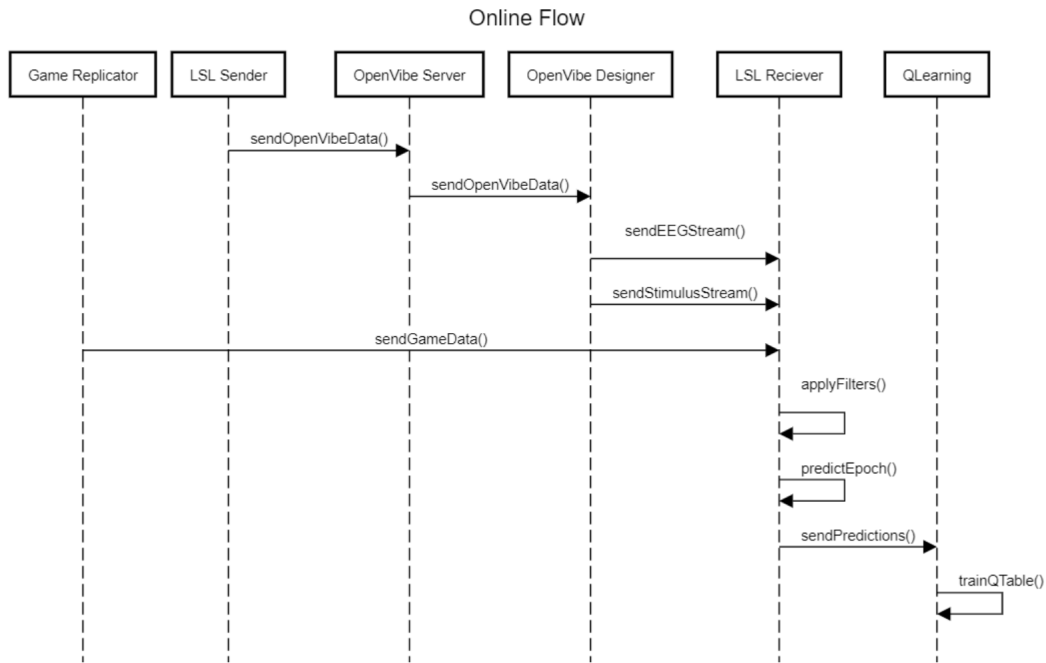 Online Flow
Game Replicator
LSL Sender
OpenVibe Server
OpenVibe Designer
LSL Reciever
QLearning
sendOpenVibeData()
sendOpenVibeData()
sendEEGStream()
sendStimulusStream()
sendGameData()
applyFilters()
predictEpoch()
sendPredictions()
trainQTable()